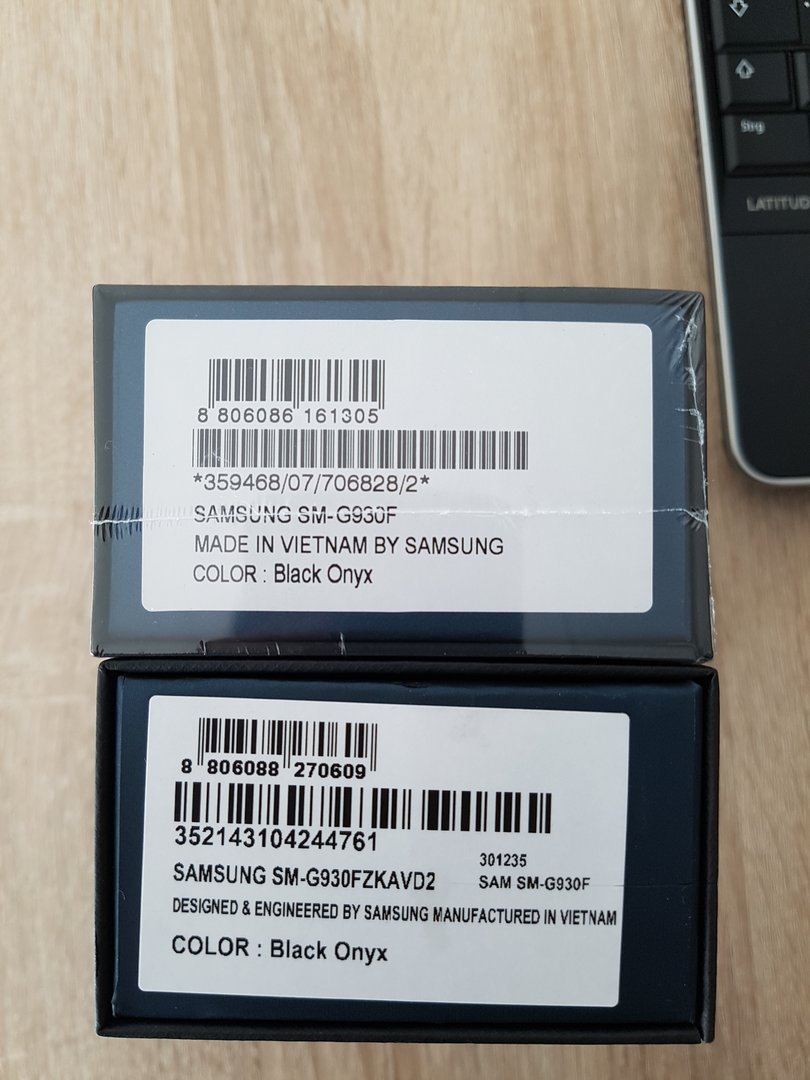 Strg
LATITUD
8 806086 161305
*359468/07/706828/2*
SAMSUNG SM-G930F
MADE IN VIETNAM BY SAMSUNG
COLOR : Black Onyx
8 806088 270609
352143104244761
301235
SAMSUNG SM-G930FZKAVD2 SAM SM-G930F
DESIGNED & ENGINEERED BY SAMSUNG MANUFACTURED IN VIETNAM
COLOR : Black Onyx